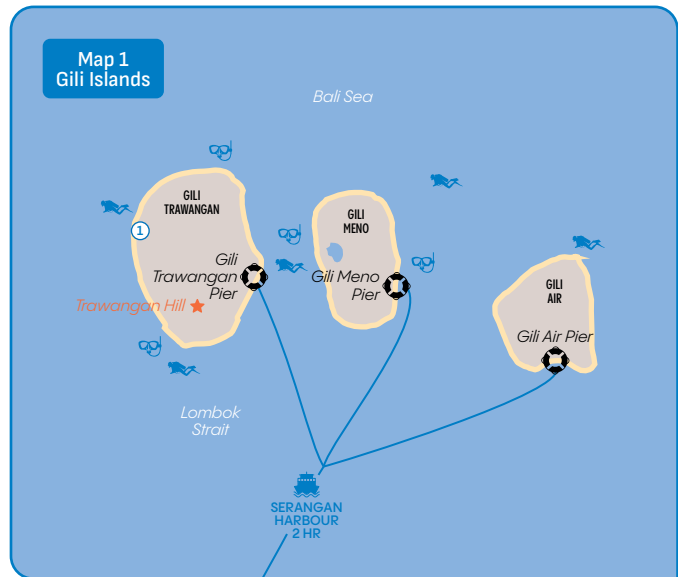 Map 1
Gili Islands
Bali Sea
GILI
TRAWANGAN
1
GILI
MENO
Gili
Trawangan
Pier
Gili Meno
Pier
GILI
AIR
Trawangan Hill
Gili Air Pier
Lombok
Strait
SERANGAN
HARBOUR
2 HR